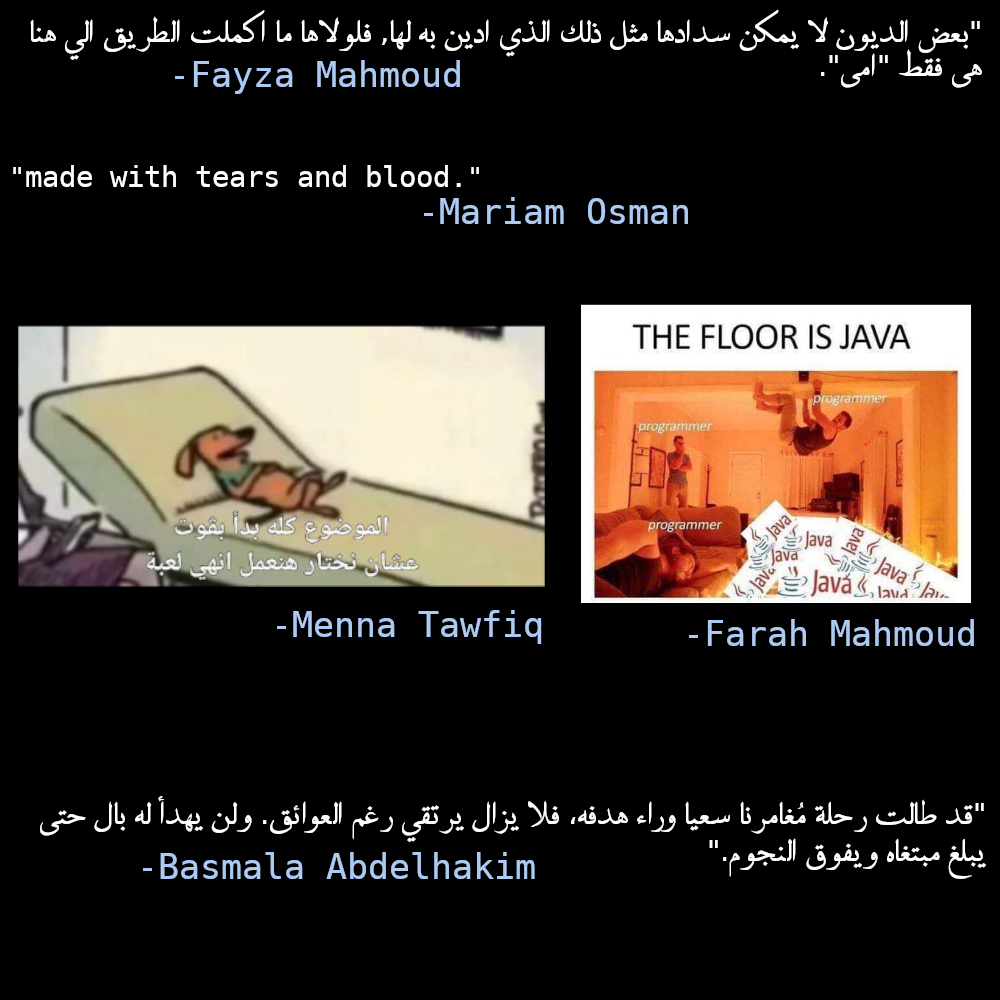 "بعض الديون لا يمكن سدادها مثل ذلك الذي ادين به لها, فلولاها ما اكملت الطريق الي هنا
هى فقط "امى".
-Fayza Mahmoud
"made with tears and blood."
-Mariam Osman
الموضوع كله بدأ بڤوت
عشان نختار هنعمل انهي لعبة
-Menna Tawfiq
THE FLOOR IS JAVA
programmer
programmer
programmer
Java
Java
Java
Java
Java
Java
Java
Java
Java
-Farah Mahmoud
"قد طالت رحلة مُغامرنا سعيا وراء هدفه، فلا يزال يرتقي رغم العوائق. ولن يهدأ له بال حتى
يبلغ مبتغاه ويفوق النجوم."
-Basmala Abdelhakim